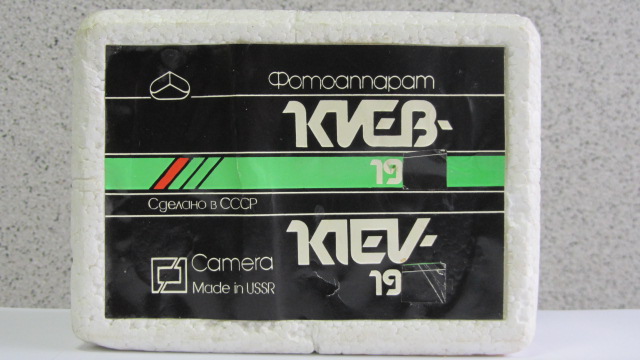 Фотоаппарат
КИЕВ-
19
Сделано в СССР
KIEV-
19
Camera
Made in USSR